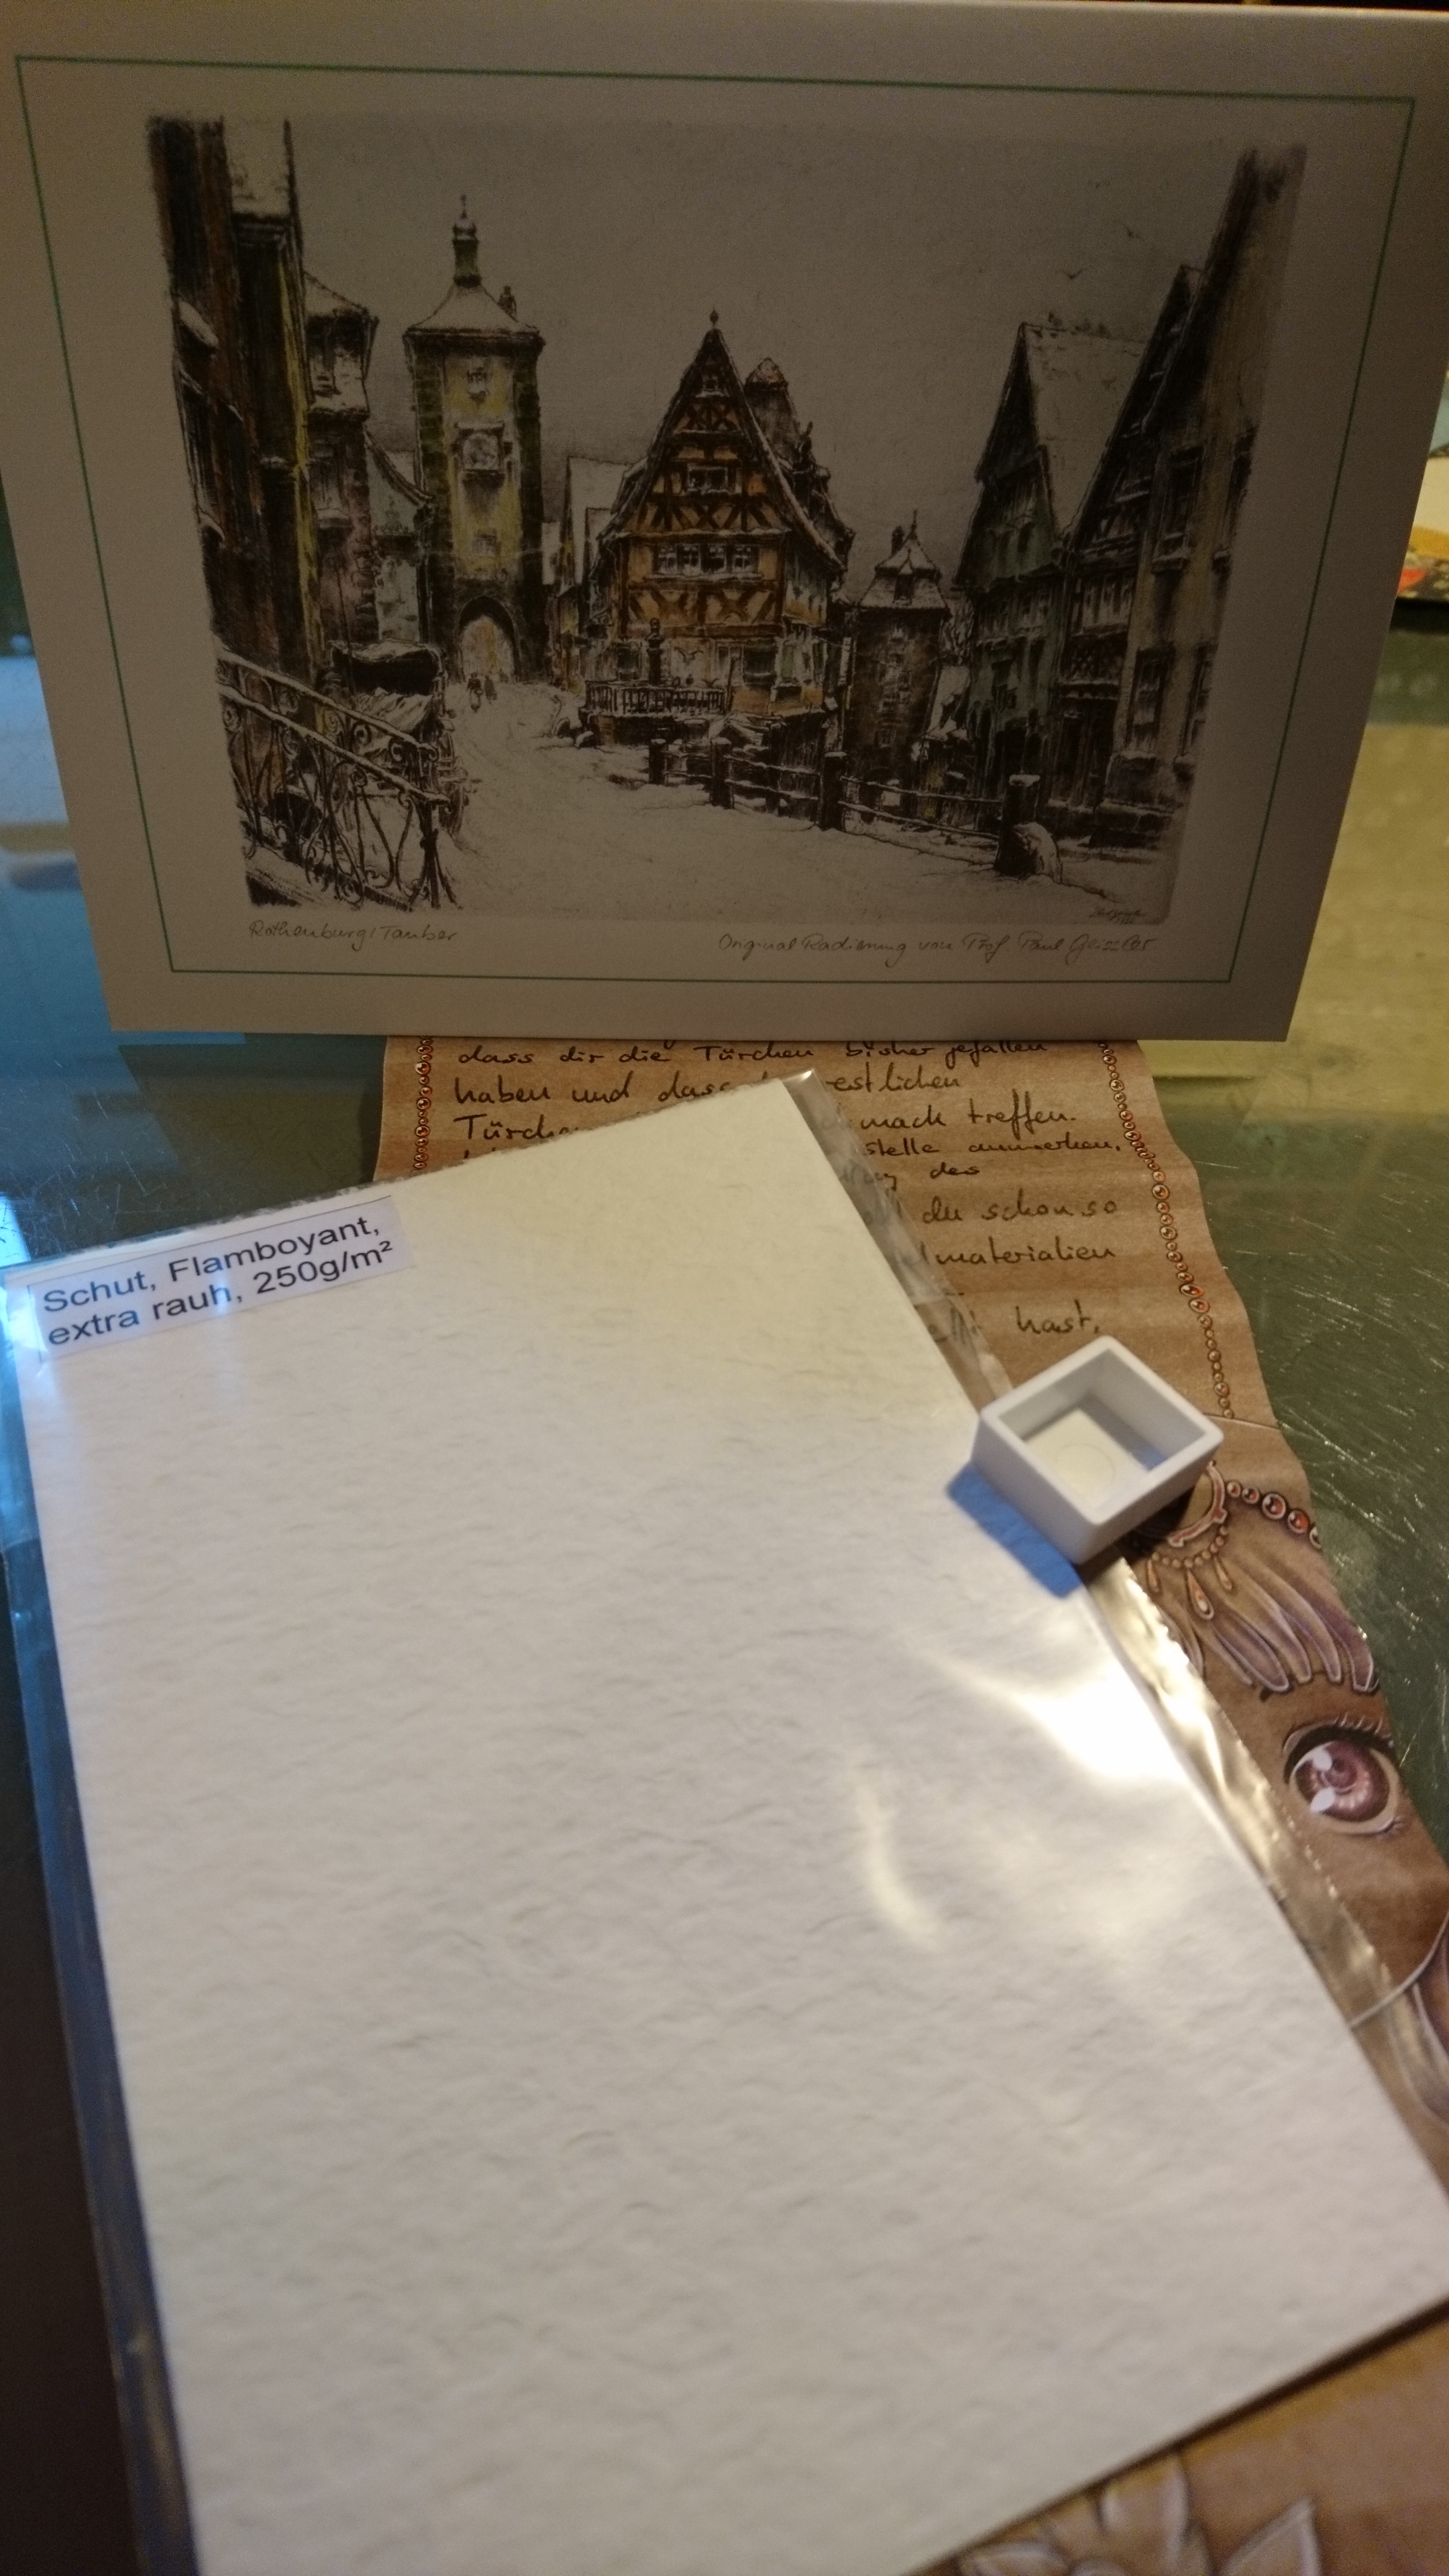 Rothenburg/Tauber
Original Radierung von Prof Paul Geissler
dass dir die Türchen bisher gefallen
haben und dass estlichen
Türche mack treffen.
stelle anmerken,
des
du schon so
materialien
hast,
Schut, Flamboyant,
extra rauh, 250g/m²